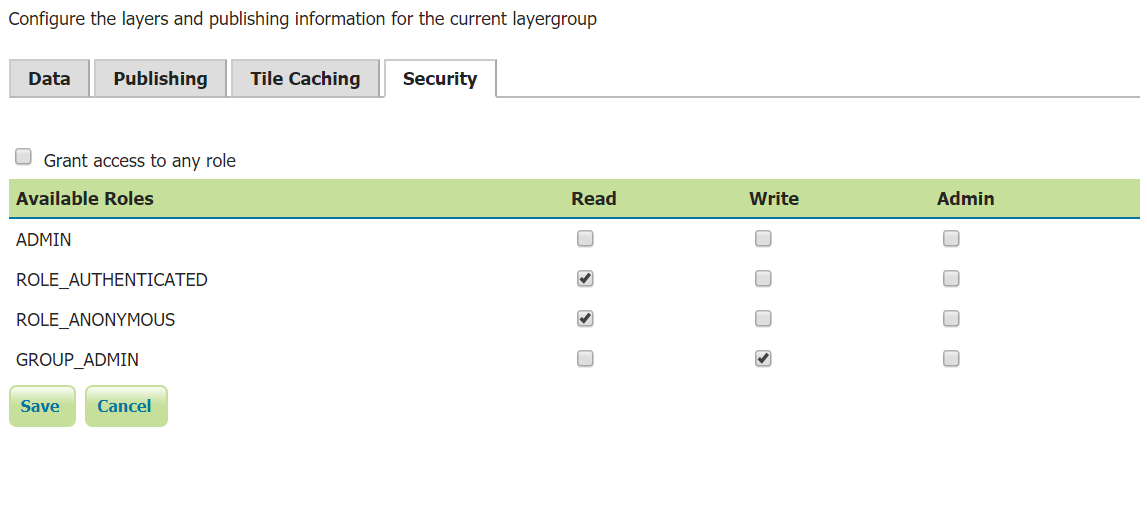 Configure the layers and publishing information for the current layergroup
Data Publishing Tile Caching Security
Grant access to any role
Available Roles Read Write Admin
ADMIN
ROLE_AUTHENTICATED
ROLE_ANONYMOUS
GROUP_ADMIN
Save Cancel